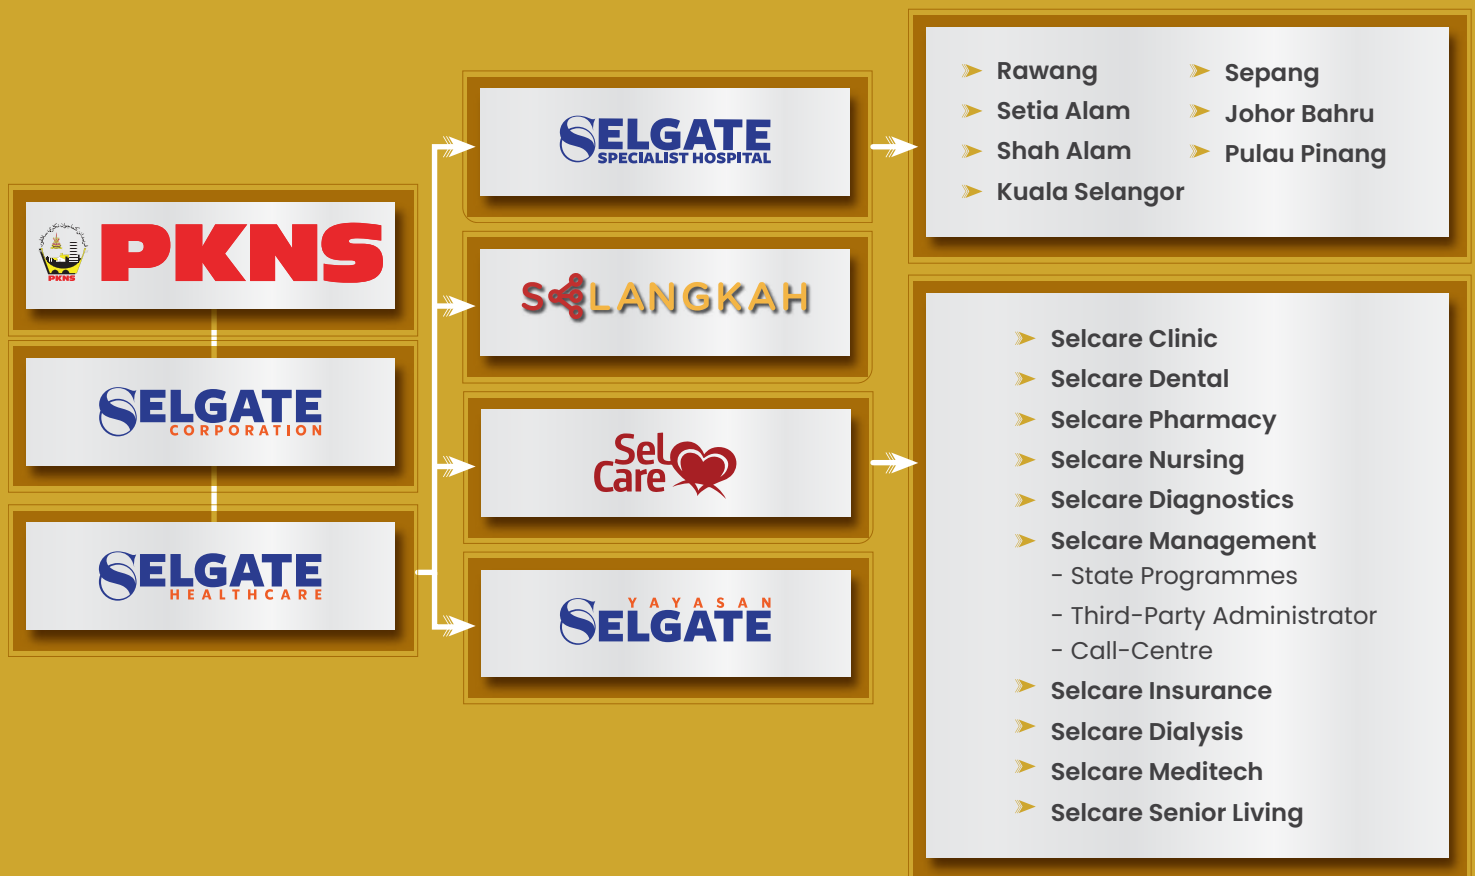 PKNS
PKNS
SELGATE
CORPORATION
SELGATE
HEALTHCARE
SELGATE
SPECIALIST HOSPITAL
SELANGKAH
Sel
Care
YAYASAN
SELGATE
Rawang
Setia Alam
Shah Alam
Kuala Selangor
Sepang
Johor Bahru
Pulau Pinang
Selcare Clinic
Selcare Dental
Selcare Pharmacy
Selcare Nursing
Selcare Diagnostics
Selcare Management
- State Programmes
- Third-Party Administrator
- Call-Centre
Selcare Insurance
Selcare Dialysis
Selcare Meditech
Selcare Senior Living